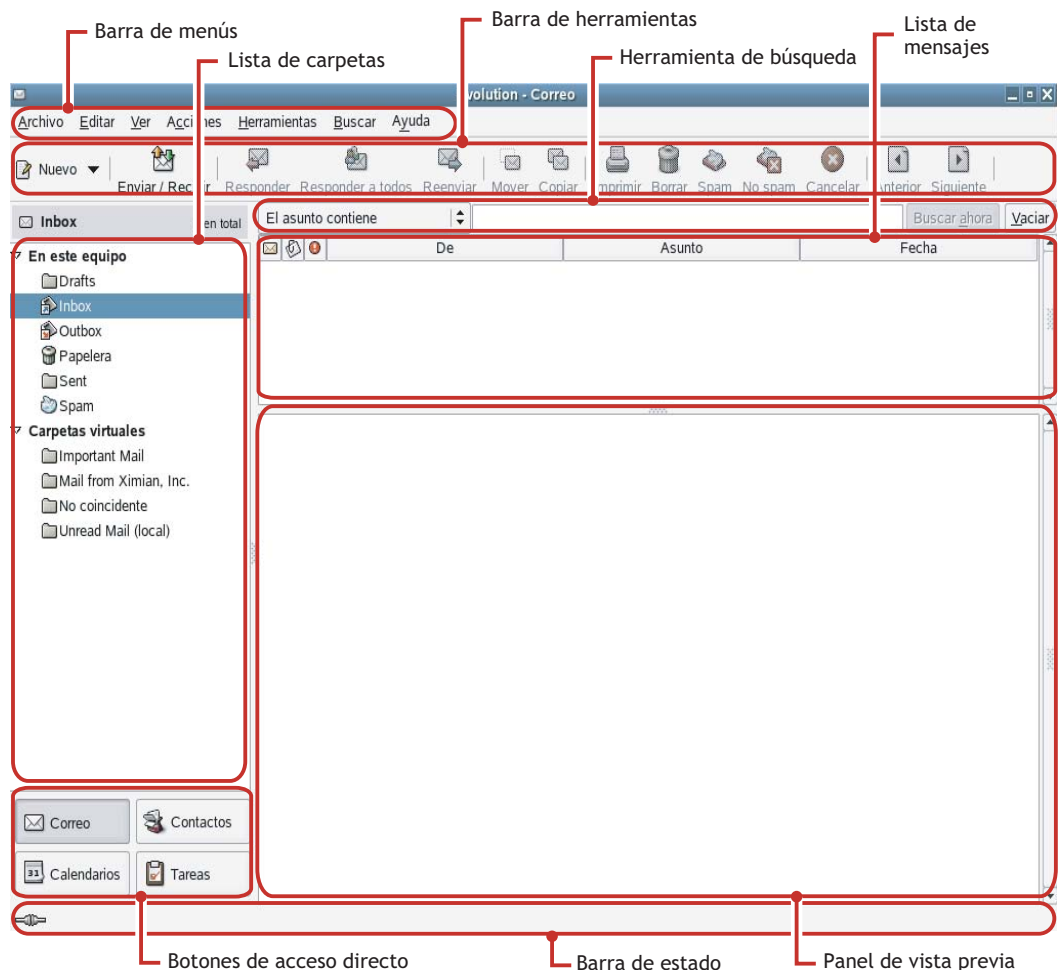 Barra de menús
Barra de herramientas
Lista de
mensajes
Lista de carpetas
Herramienta de búsqueda
volution - Correo
Archivo Editar Ver Acciones Herramientas Buscar Ayuda
Nuevo Enviar / Recibir Responder Responder a todos Reenviar Mover Copiar Imprimir Borrar Spam No spam Cancelar Anterior Siguiente
Inbox en total El asunto contiene Buscar ahora Vaciar
En este equipo De Asunto Fecha
Drafts
Inbox
Outbox
Papelera
Sent
Spam
Carpetas virtuales
Important Mail
Mail from Ximian, Inc.
No coincidente
Unread Mail (local)
Correo Contactos
31 Calendarios Tareas
Botones de acceso directo Barra de estado Panel de vista previa